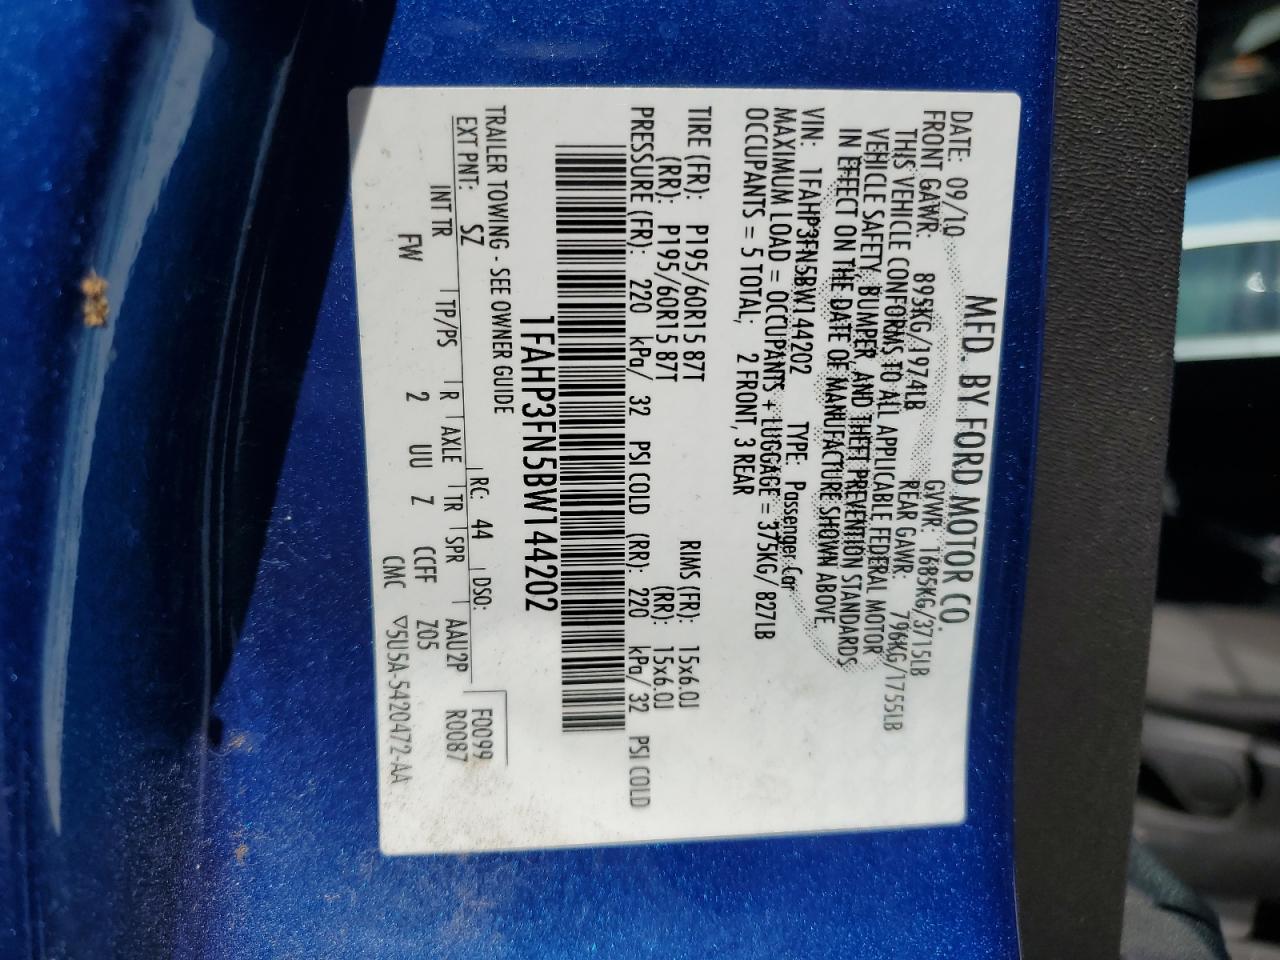 MFD. BY FORD MOTOR CO.
DATE: 09/10 GVWR: 1685KG/3715LB
FRONT GAWR: 895KG/1974LB REAR GAWR: 796KG/1755LB
THIS VEHICLE CONFORMS TO ALL APPLICABLE FEDERAL MOTOR
VEHICLE SAFETY, BUMPER, AND THEFT PREVENTION STANDARDS
IN EFFECT ON THE DATE OF MANUFACTURE SHOWN ABOVE.
VIN: 1FAHP3FN5BW144202 TYPE: Passenger Car
MAXIMUM LOAD = OCCUPANTS + LUGGAGE = 375KG/ 827LB
OCCUPANTS = 5 TOTAL, 2 FRONT, 3 REAR
TIRE (FR): P195/60R15 87T RIMS (FR): 15x6.0J
(RR): P195/60R15 87T (RR): 15x6.0J
PRESSURE (FR): 220 kPa/ 32 PSI COLD (RR): 220 kPa/ 32 PSI COLD
1FAHP3FN5BW144202
TRAILER TOWING - SEE OWNER GUIDE F0099
EXT PNT: SZ RC: 44 DSO: R0087
INT TR TP/PS R AXLE TR SPR AAU2P
FW 2 UU Z CCFF Z05
CMC ▽5U5A-5420472-AA